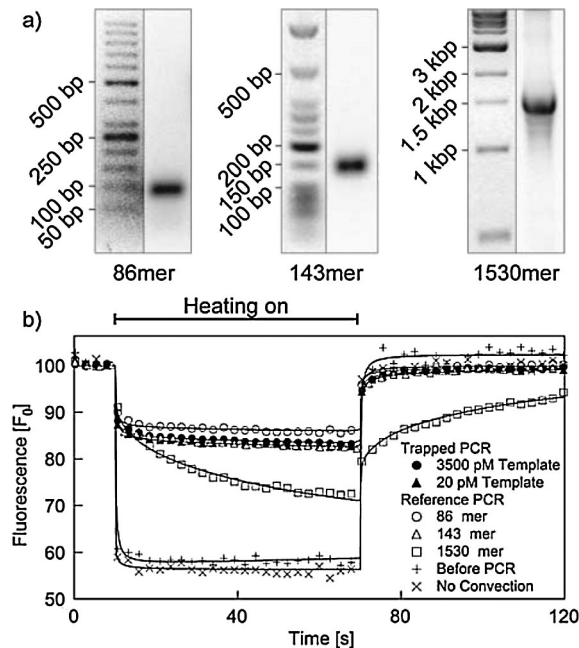 a)
500 bp
250 bp
100 bp
50 bp
86mer
500 bp
200 bp
150 bp
100 bp
143mer
3 kbp
2 kbp
1.5 kbp
1 kbp
1530mer
Heating on
b)
Fluorescence [F0]
100
90
80
70
60
50
Trapped PCR
3500 pM Template
20 pM Template
Reference PCR
86 mer
143 mer
1530 mer
Before PCR
No Convection
0 40 80 120
Time [s]